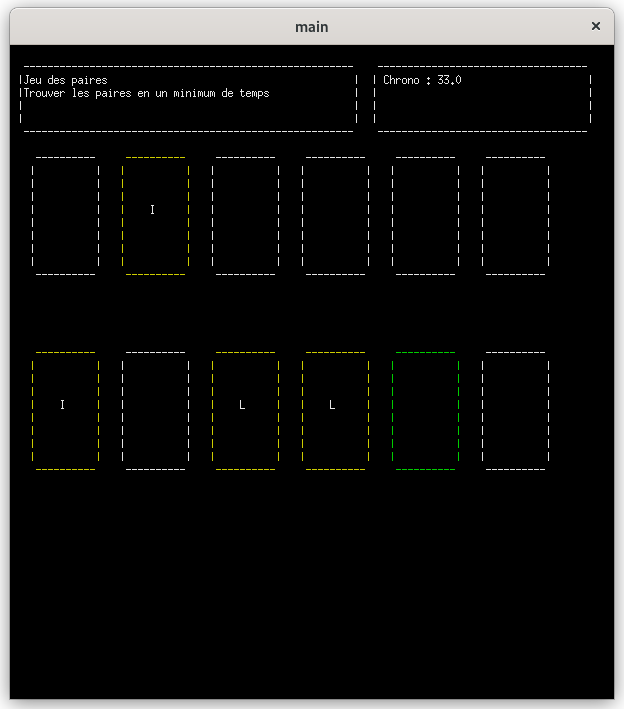 main
Jeu des paires
Chrono : 33.0
Trouver les paires en un minimum de temps
I
I
L
L